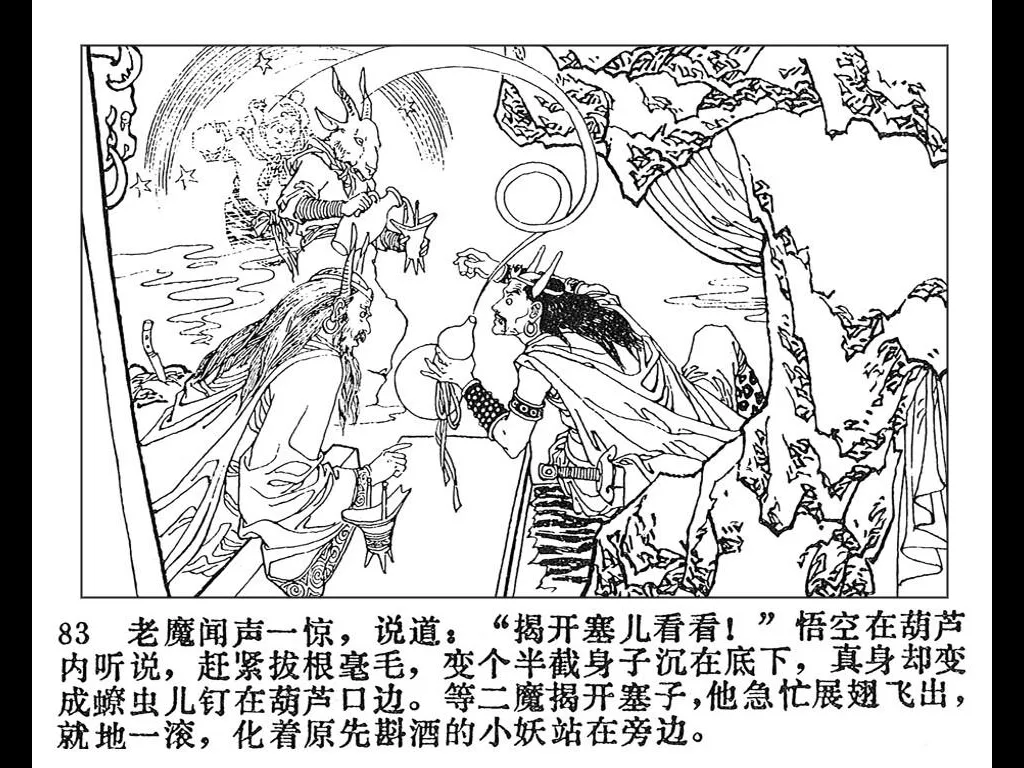 83 老魔闻声一惊，说道：“揭开塞儿看看！”悟空在葫芦
内听说，赶紧拔根毫毛，变个半截身子沉在底下，真身却变
成蟟虫儿钉在葫芦口边。等二魔揭开塞子，他急忙展翅飞出，
就地一滚，化着原先斟酒的小妖站在旁边。